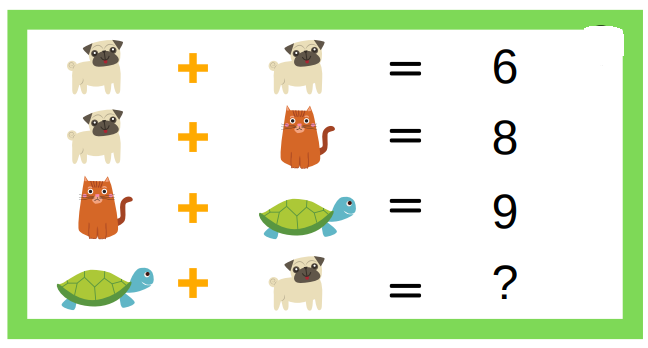 + = 6
+ = 8
+ = 9
+ = ?